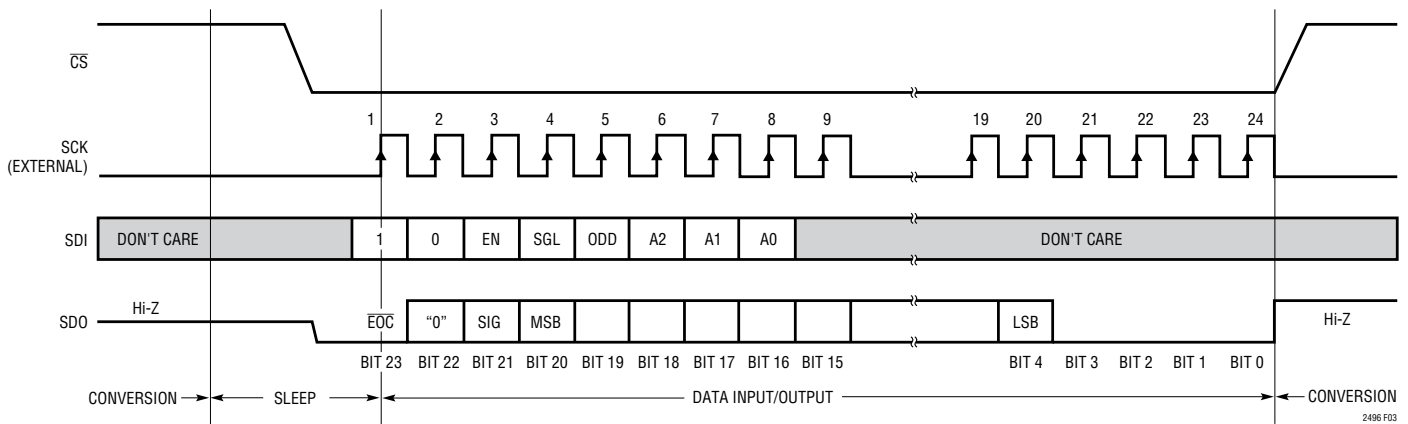 CS
1 2 3 4 5 6 7 8 9 19 20 21 22 23 24
SCK
(EXTERNAL)
SDI DON'T CARE 1 0 EN SGL ODD A2 A1 A0 DON'T CARE
Hi-Z Hi-Z
SDO EOC “0” SIG MSB LSB
BIT 23 BIT 22 BIT 21 BIT 20 BIT 19 BIT 18 BIT 17 BIT 16 BIT 15 BIT 4 BIT 3 BIT 2 BIT 1 BIT 0
CONVERSION SLEEP DATA INPUT/OUTPUT CONVERSION
2496 F03